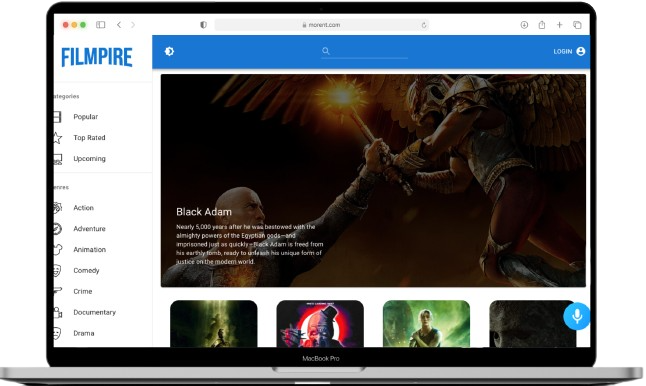 morent.com
FILMPIRE
LOGIN
ategories
Popular
Top Rated
Upcoming
enres
Action
Adventure
Animation
Comedy
Crime
Documentary
Drama
Black Adam
Nearly 5,000 years after he was bestowed with the
almighty powers of the Egyptian gods—and
imprisoned just as quickly—Black Adam is freed from
his earthly tomb, ready to unleash his unique form of
justice on the modern world.
MacBook Pro